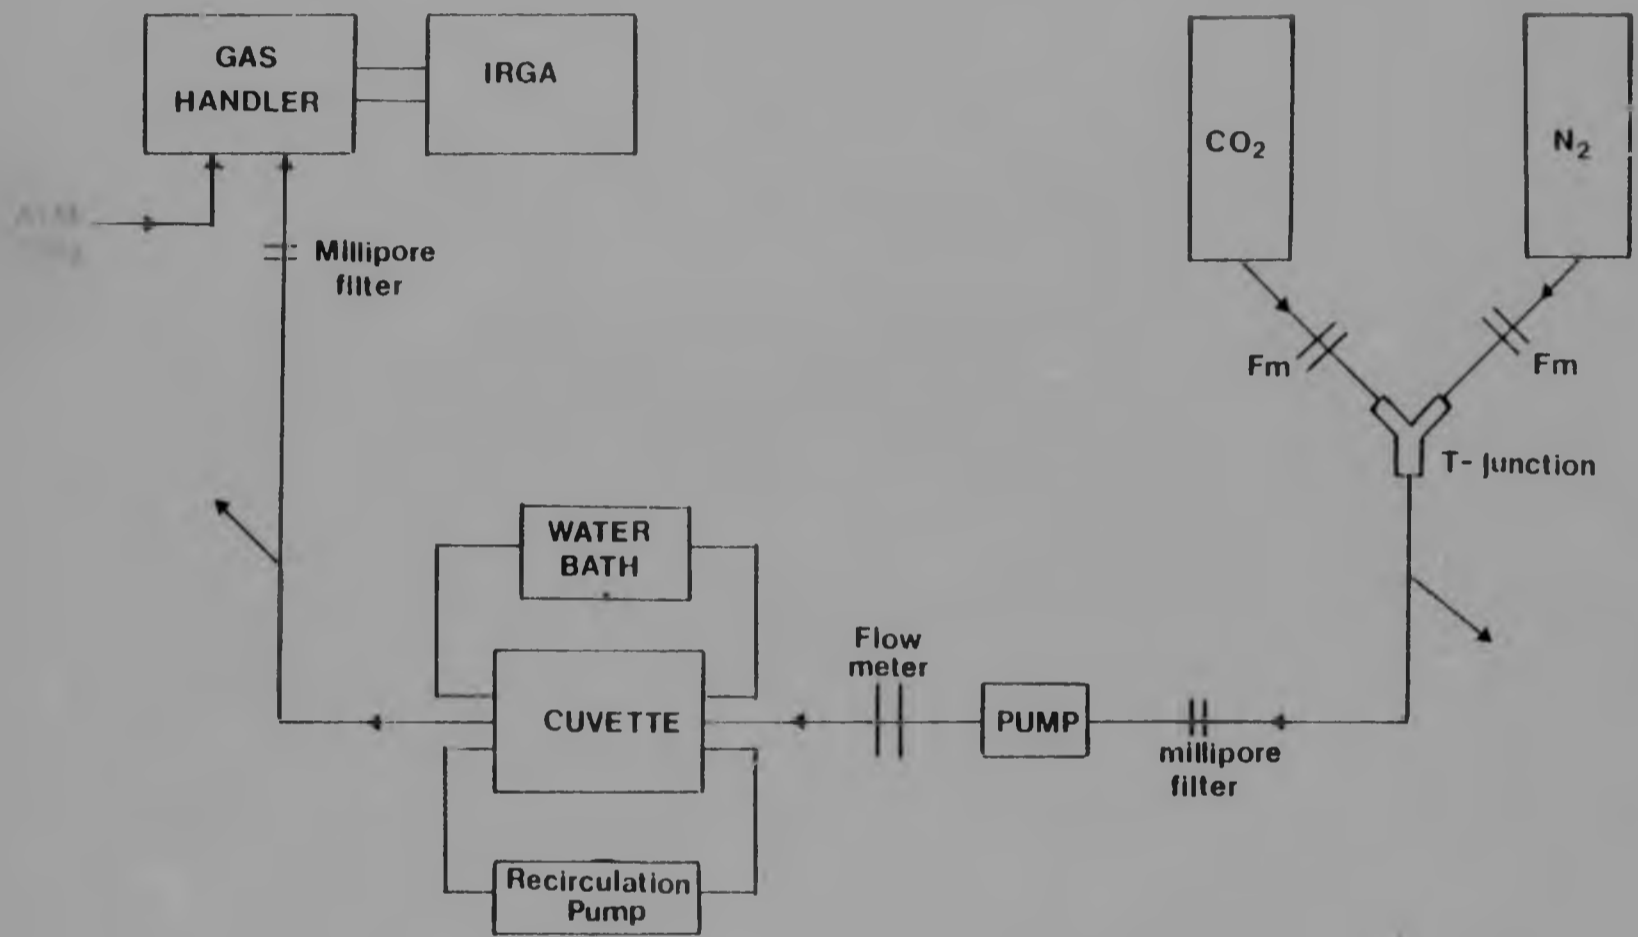 GAS
HANDLER
IRGA
CO₂
N₂
Millipore
filter
Fm
Fm
T- Junction
WATER
BATH
Flow
meter
CUVETTE
PUMP
millipore
filter
Recirculation
Pump